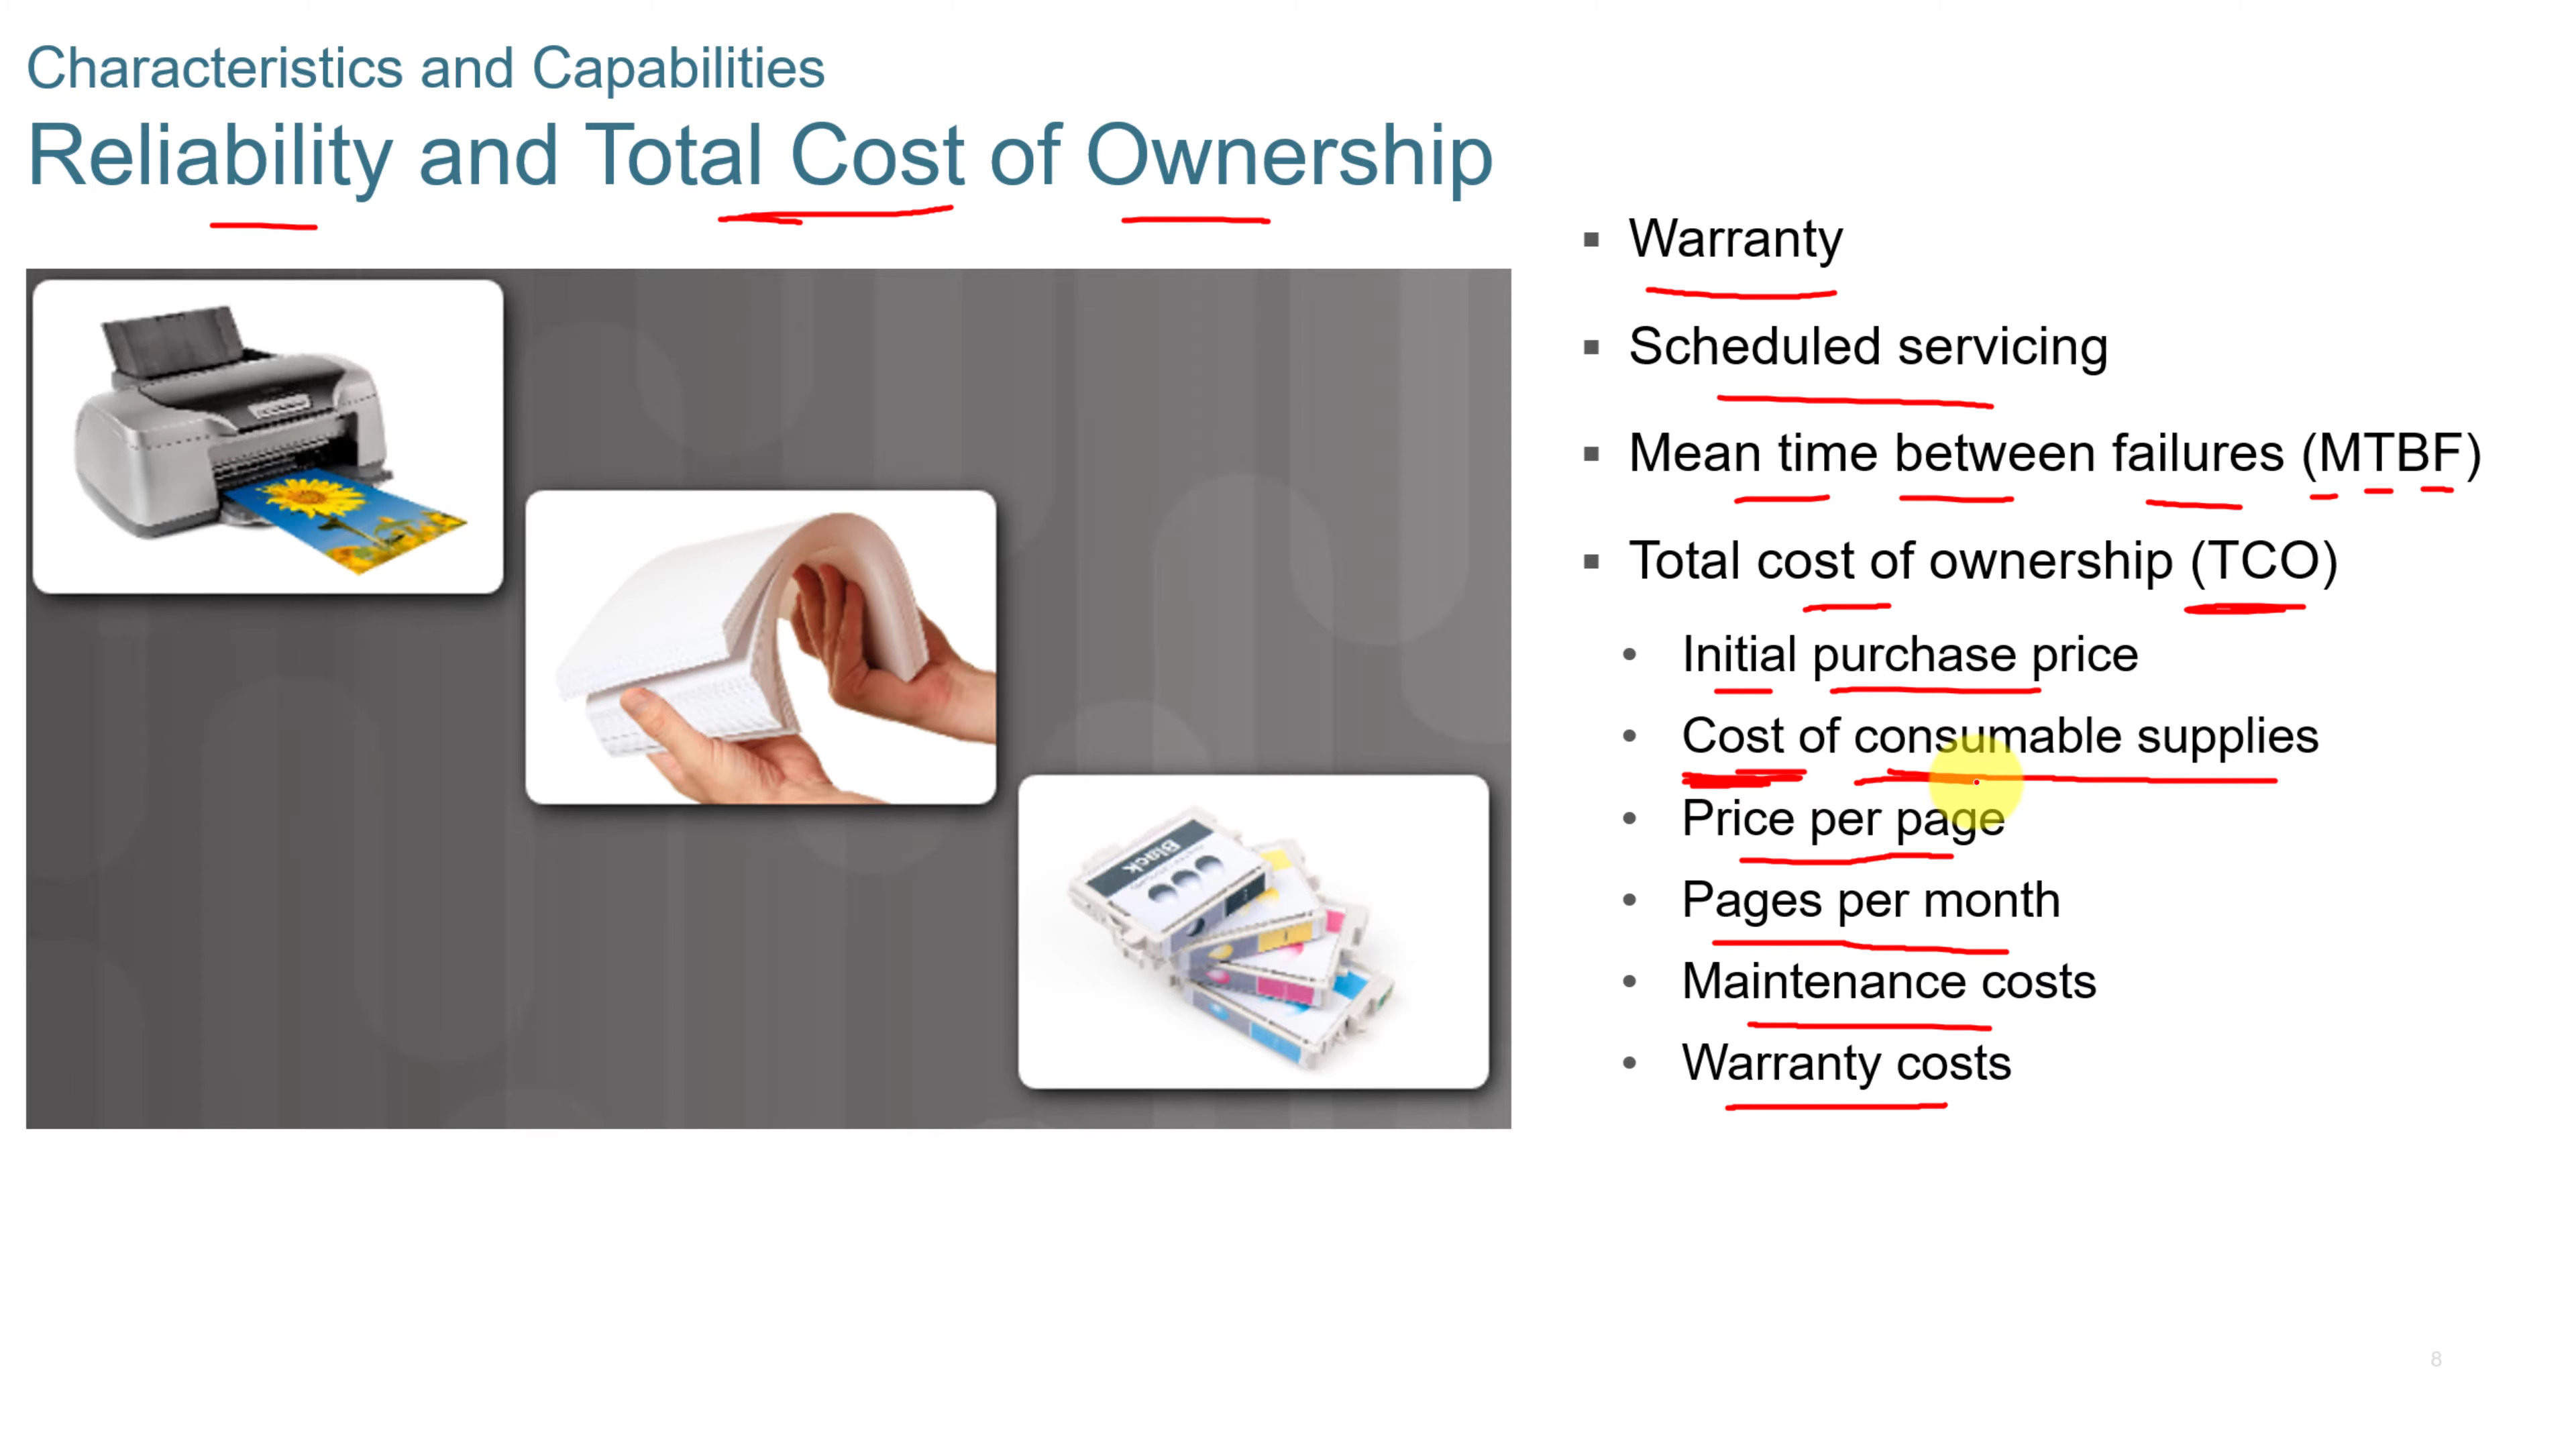 Characteristics and Capabilities
Reliability and Total Cost of Ownership
Warranty
Scheduled servicing
Mean time between failures (MTBF)
Total cost of ownership (TCO)
Initial purchase price
Cost of consumable supplies
Price per page
Pages per month
Maintenance costs
Warranty costs
Black
8